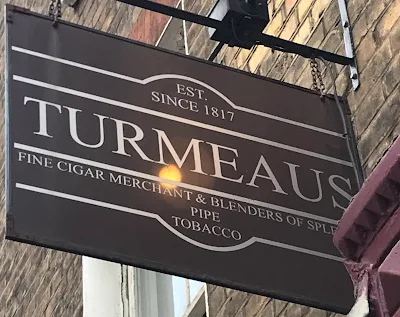 EST.
SINCE 1817
TURMEAUS
FINE CIGAR MERCHANT & BLENDERS OF
PIPE
TOBACCO